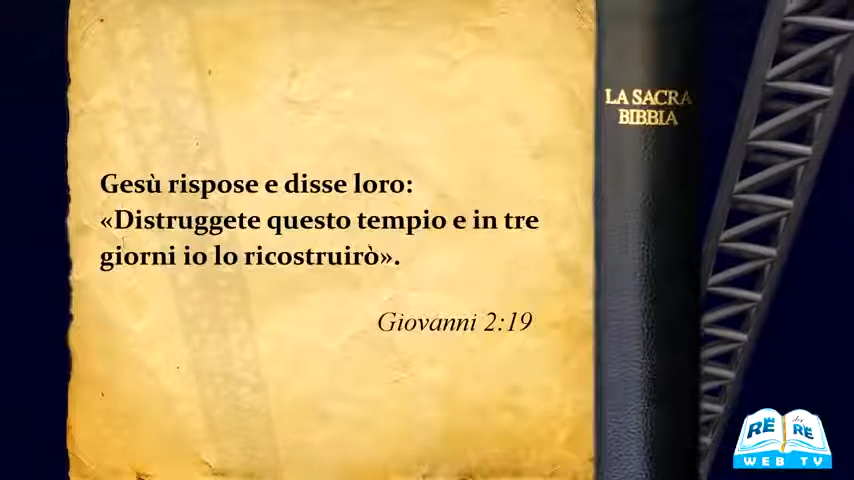 LA SACRA
BIBBIA
Gesù rispose e disse loro:
«Distruggete questo tempio e in tre
giorni io lo ricostruirò».
Giovanni 2:19
RE dei RE
WEB TV